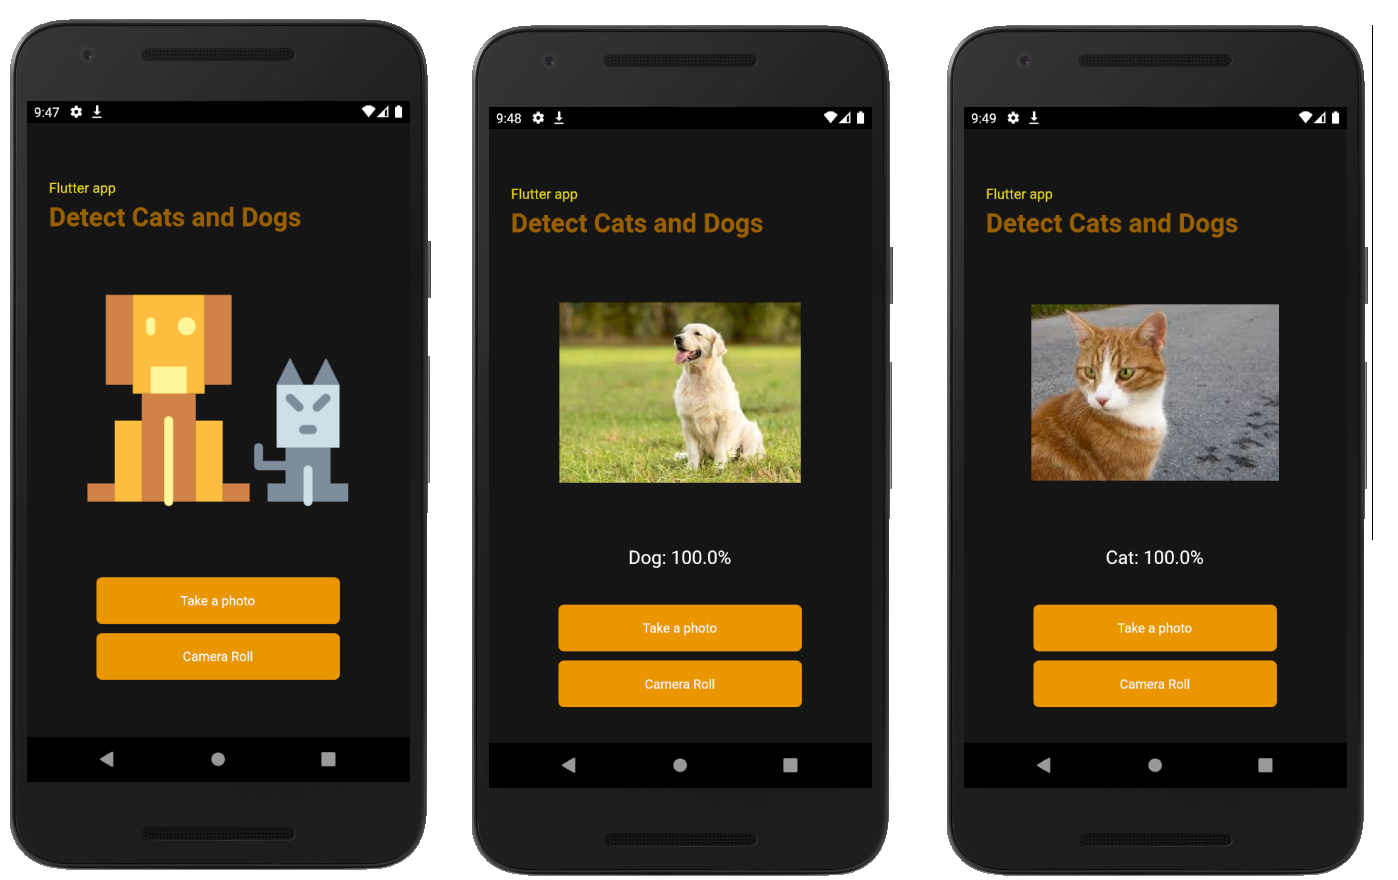 9:47
Flutter app
Detect Cats and Dogs
Take a photo
Camera Roll
9:48
Flutter app
Detect Cats and Dogs
Dog: 100.0%
Take a photo
Camera Roll
9:49
Flutter app
Detect Cats and Dogs
Cat: 100.0%
Take a photo
Camera Roll